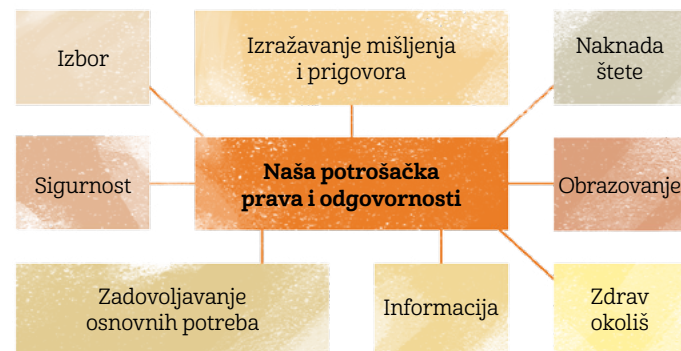 Izbor
Izražavanje mišljenja
i prigovora
Naknada
štete
Sigurnost
Naša potrošačka
prava i odgovornosti
Obrazovanje
Zadovoljavanje
osnovnih potreba
Informacija
Zdrav
okoliš